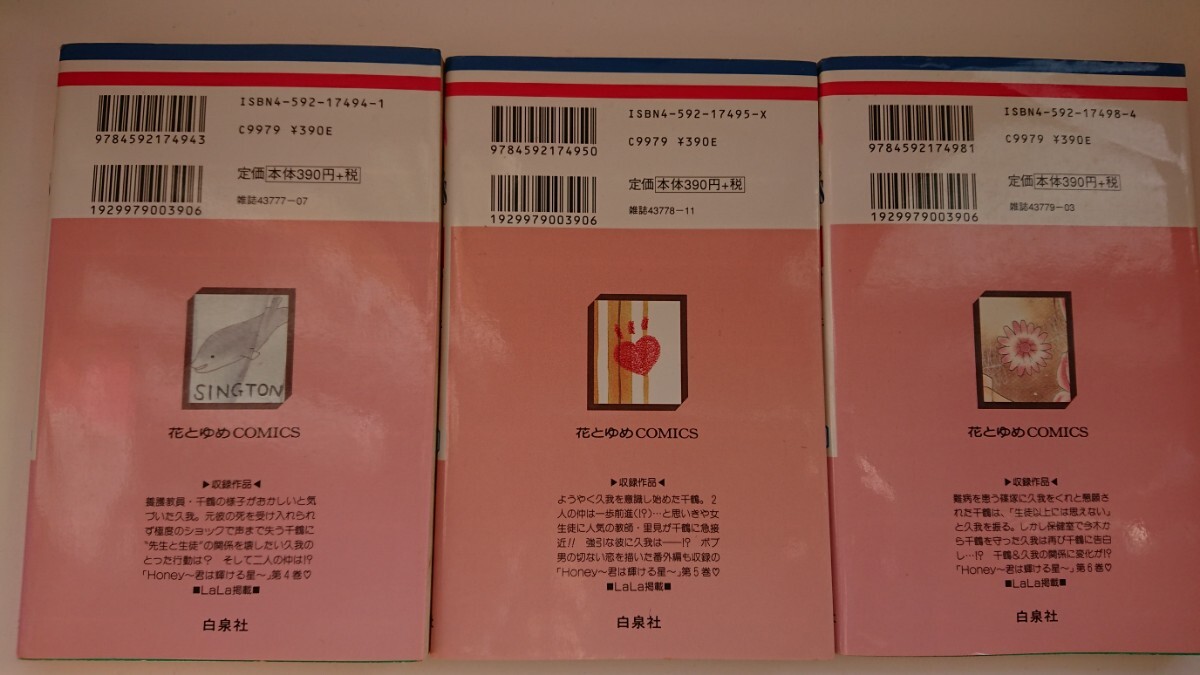 ISBN4-592-17494-1
9784592174943
C9979 ¥390E
定価 本体390円+税
1929979003906
雑誌43777-07
SINGTON
花とゆめCOMICS
▶収録作品◀
養護教員・千鶴の様子がおかしいと気
づいた久我。元彼の死を受け入れられ
ず極度のショックで声まで失う千鶴に
"先生と生徒"の関係を壊したい久我の
とった行動は!? そして二人の仲は!?
「Honey〜君は輝ける星〜」第4巻♡
■LaLa掲載■
白泉社
ISBN4-592-17495-X
9784592174950
C9979 ¥390E
定価 本体390円+税
1929979003906
雑誌43778-11
花とゆめCOMICS
▶収録作品◀
ようやく久我を意識し始めた千鶴。2
人の仲は一歩前進(!?)…と思いきや女
生徒に人気の教師・里見が千鶴に急接
近!! 強引な彼に久我は――!? ボブ
男の切ない恋を描いた番外編も収録の
「Honey〜君は輝ける星〜」第5巻♡
■LaLa掲載■
白泉社
ISBN4-592-17498-4
9784592174981
C9979 ¥390E
定価 本体390円+税
1929979003906
雑誌43779-03
花とゆめCOMICS
▶収録作品◀
難病を患う篠塚に久我をくれと懇願さ
れた千鶴は、「生徒以上には思えない」
と久我を振る。しかし保健室で今木か
ら千鶴を守った久我は再び千鶴に告白
し…!? 千鶴&久我の関係に変化が!?
「Honey〜君は輝ける星〜」第6巻♡
■LaLa掲載■
白泉社